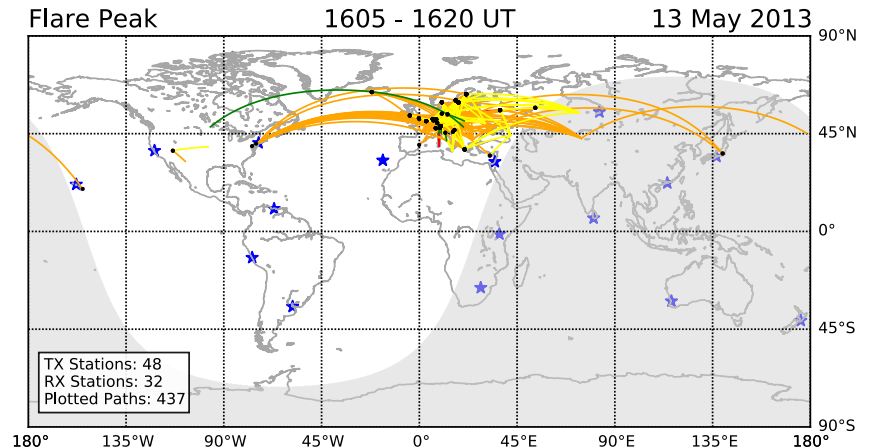 Flare Peak 1605 - 1620 UT 13 May 2013
90°N
45°N
0°
45°S
90°S
TX Stations: 48
RX Stations: 32
Plotted Paths: 437
180° 135°W 90°W 45°W 0° 45°E 90°E 135°E 180°